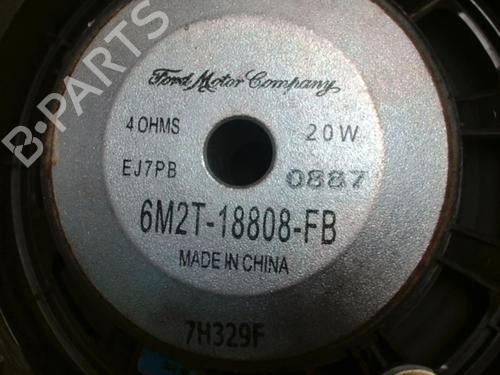 B-PARTS
Ford Motor Company
4 OHMS 20W
EJ7PB 0887
6M2T-18808-FB
MADE IN CHINA
7H329F